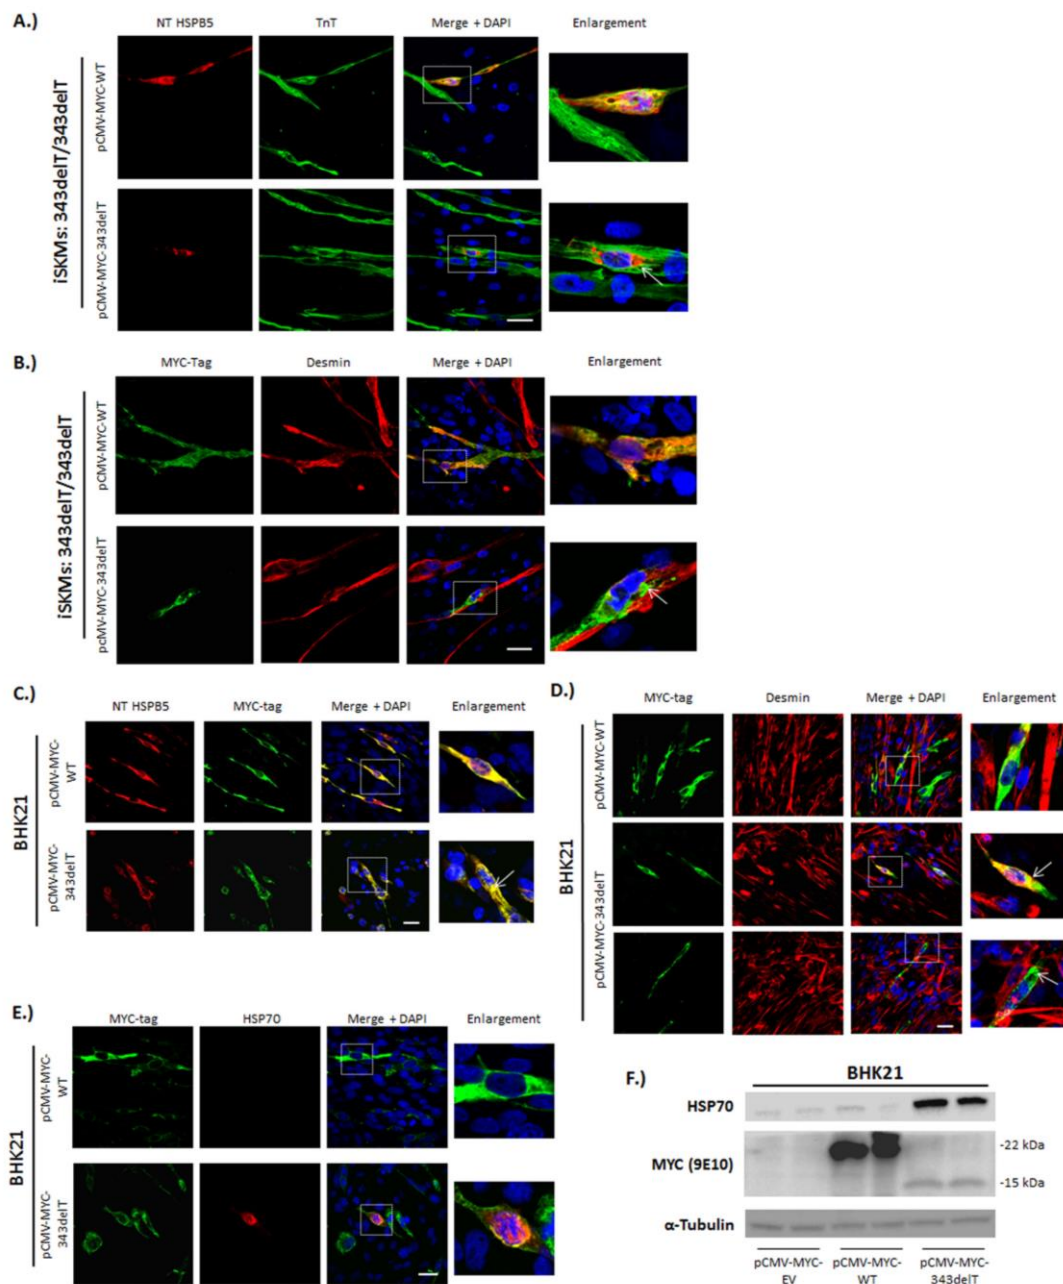 A.)
NT HSPB5 TnT Merge + DAPI Enlargement
iSKMs: 343delT/343delT
pCMV-MYC-WT
pCMV-MYC-343delT
B.)
MYC-Tag Desmin Merge + DAPI Enlargement
iSKMs: 343delT/343delT
pCMV-MYC-WT
pcMV-MYC-343delT
C.)
NT HSPB5 MYC-tag Merge + DAPI Enlargement
BHK21
pCMV-MYC-
WT
pCMV-MYC-
343delT
D.)
MYC-tag Desmin Merge + DAPI Enlargement
BHK21
pCMV-MYC-WT
pCMV-MYC-343delT
E.)
MYC-tag HSP70 Merge + DAPI Enlargement
BHK21
pCMV-MYC-
WT
pCMV-MYC-
343delT
F.)
BHK21
HSP70
MYC (9E10)
-22 kDa
-15 kDa
α-Tubulin
pCMV-MYC- pCMV-MYC- pCMV-MYC-
EV WT 343delT